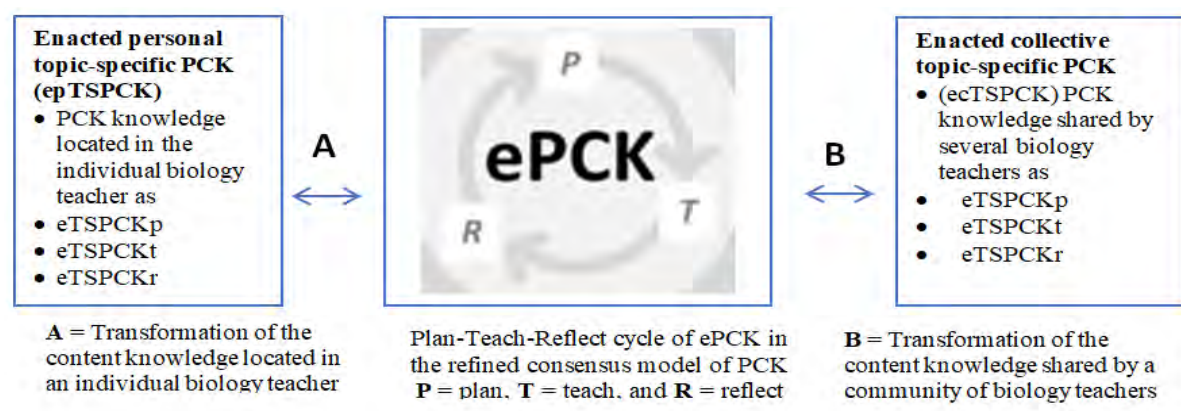 Enacted personal
topic-specific PCK
(epTSPCK)
• PCK knowledge
located in the
individual biology
teacher as
• eTSPCKp
• eTSPCKt
• eTSPCKr
A
P
ePCK
T
R
B
Enacted collective
topic-specific PCK
• (ecTSPCK) PCK
knowledge shared by
several biology
teachers as
• eTSPCKp
• eTSPCKt
• eTSPCKr
A = Transformation of the
content knowledge located in
an individual biology teacher
Plan-Teach-Reflect cycle of ePCK in
the refined consensus model of PCK
P = plan, T = teach, and R = reflect
B = Transformation of the
content knowledge shared by a
community of biology teachers